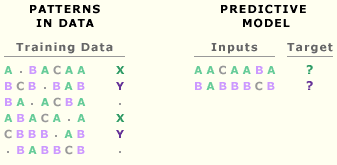 PATTERNS
IN DATA
Training Data
A · B A C A A X
B C B · B A B Y
B A · A C B A ·
A B A C A · A X
C B B B · A B Y
· B A B B C B ·
PREDICTIVE
MODEL
Inputs Target
A A C A A B A ?
B A B B B C B ?